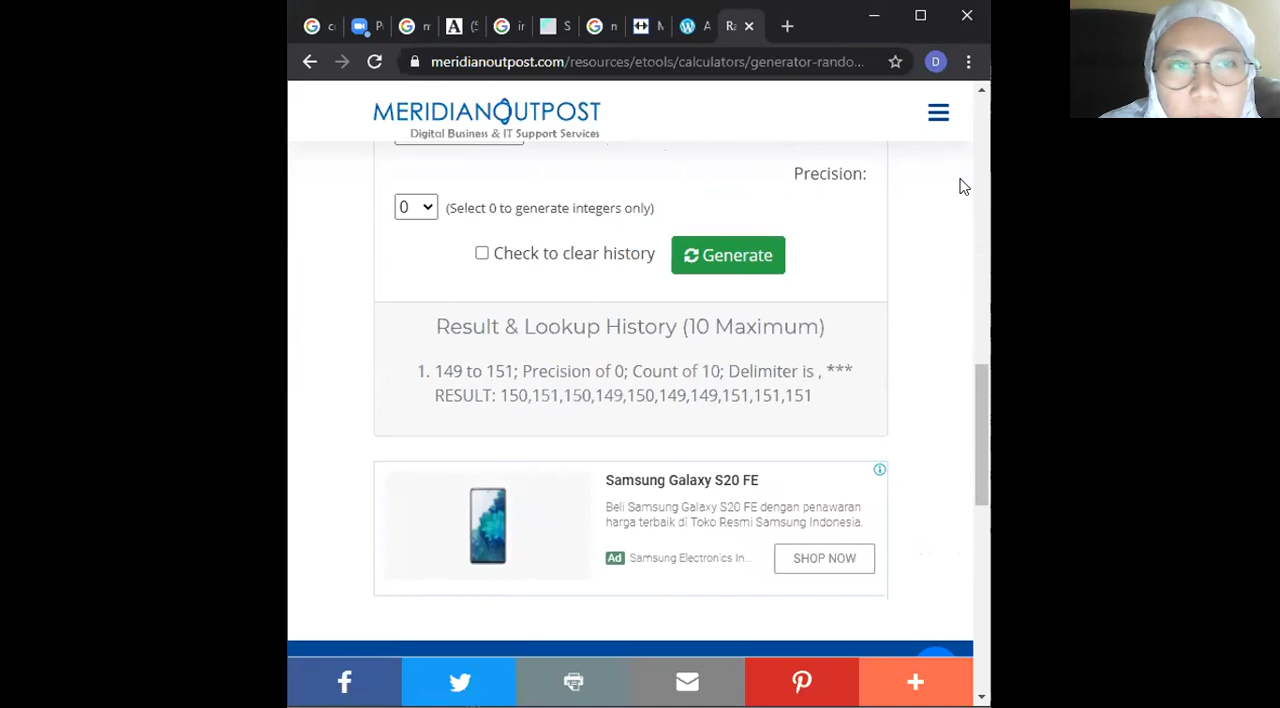 meridianoutpost.com/resources/etools/calculators/generator-rando...
D
MERIDIANOUTPOST
Digital Business & IT Support Services
Precision:
0 (Select 0 to generate integers only)
Check to clear history Generate
Result & Lookup History (10 Maximum)
1. 149 to 151; Precision of 0; Count of 10; Delimiter is , ***
RESULT: 150,151,150,149,150,149,149,151,151,151
Samsung Galaxy S20 FE
Beli Samsung Galaxy S20 FE dengan penawaran
harga terbaik di Toko Resmi Samsung Indonesia.
Ad Samsung Electronics In... SHOP NOW